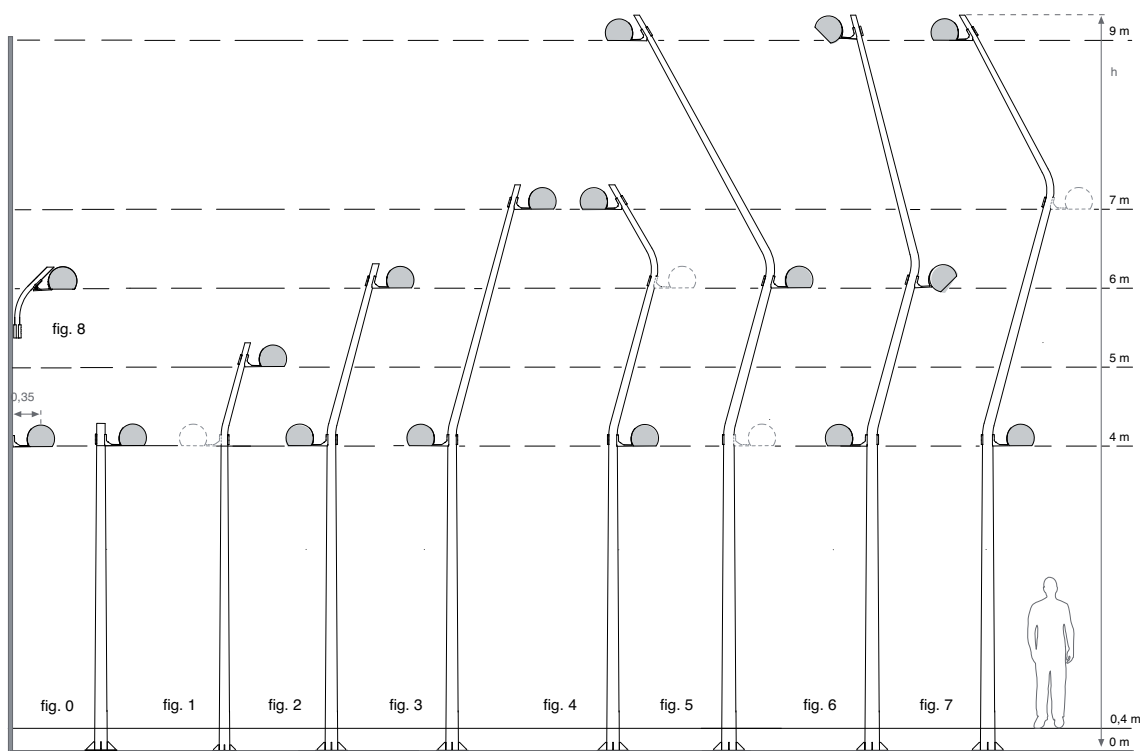 9 m
h
7 m
6 m
fig. 8
5 m
0,35
4 m
fig. 0
fig. 1
fig. 2
fig. 3
fig. 4
fig. 5
fig. 6
fig. 7
0,4 m
0 m